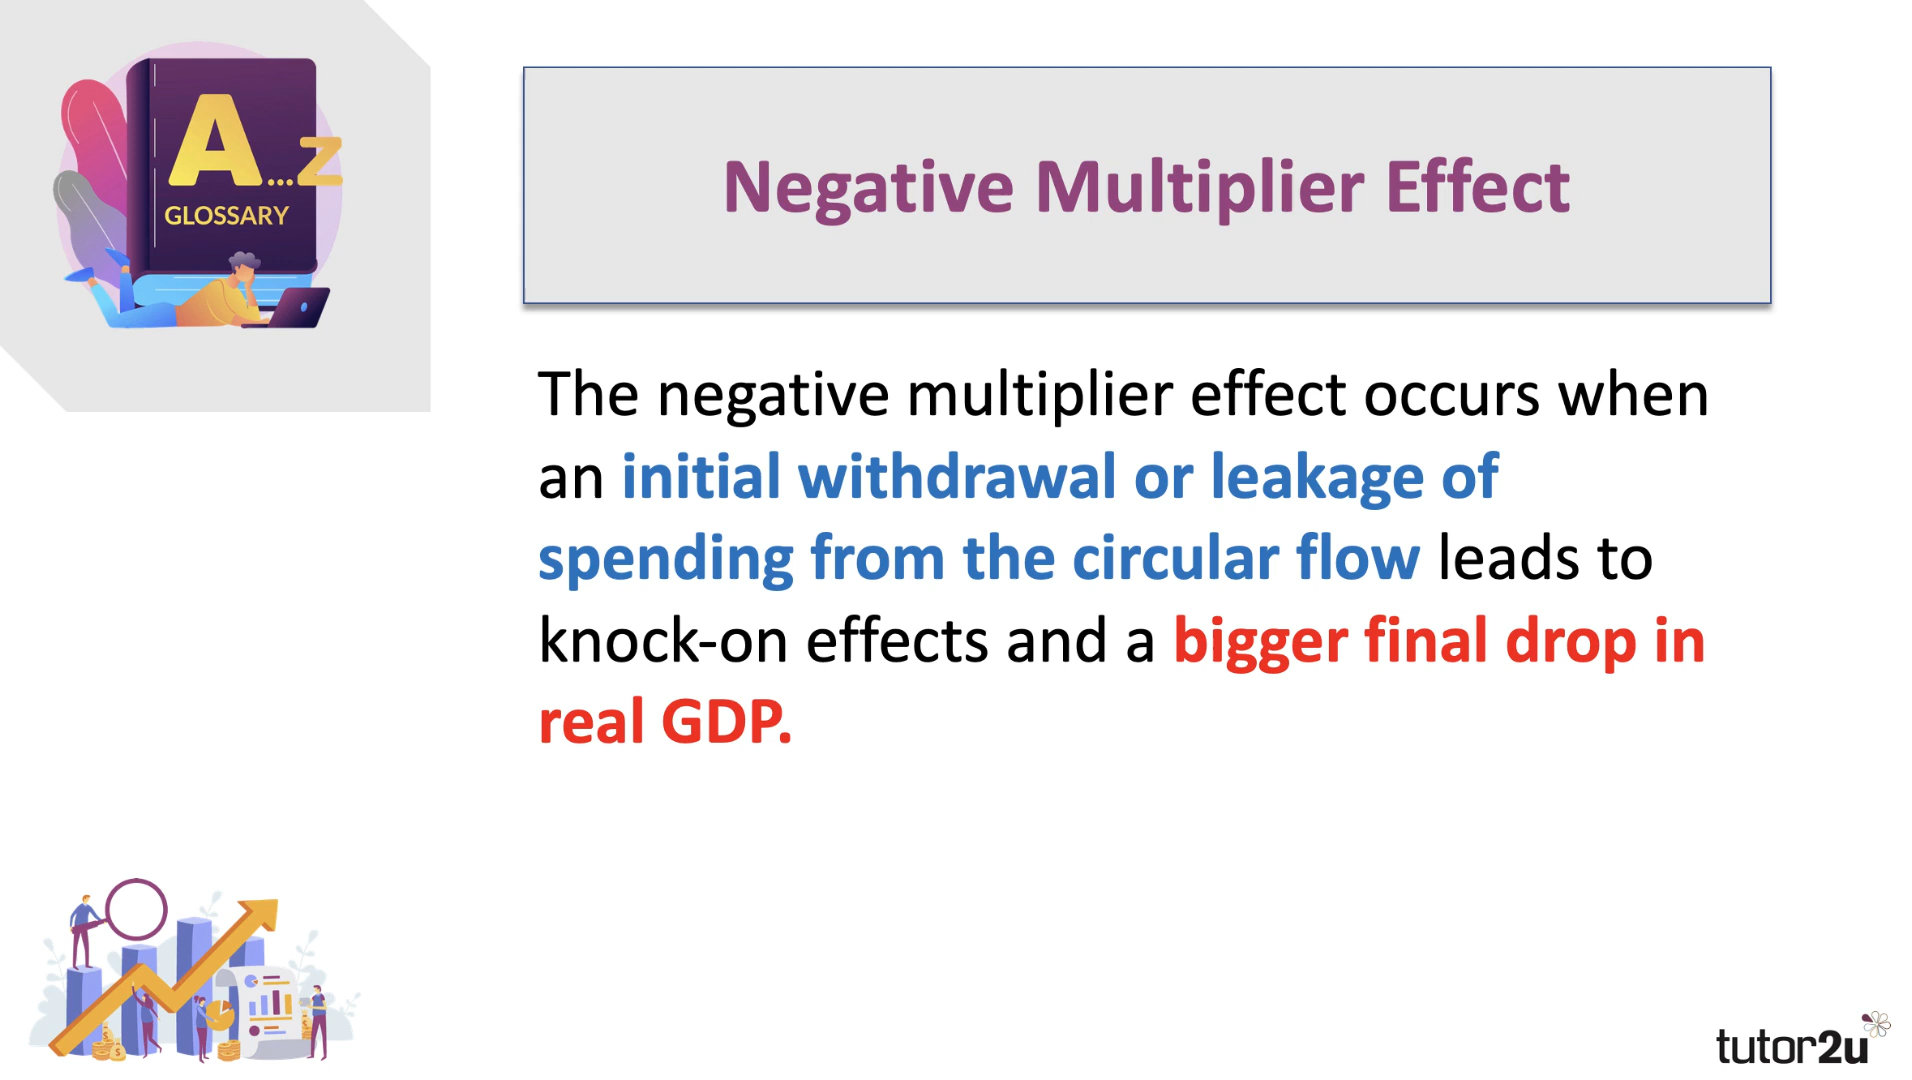 A...Z
GLOSSARY
Negative Multiplier Effect
The negative multiplier effect occurs when
an initial withdrawal or leakage of
spending from the circular flow leads to
knock-on effects and a bigger final drop in
real GDP.
tutor2u